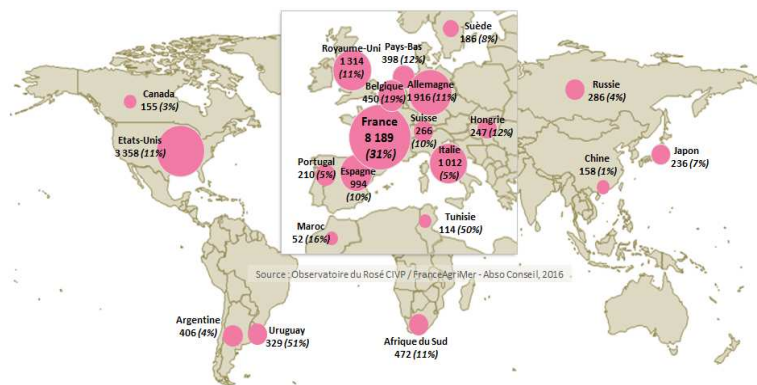 Suède
186 (8%)
Royaume-Uni
1 314
(11%)
Pays-Bas
398 (12%)
Belgique
450 (19%)
Allemagne
1 916 (11%)
Canada
155 (3%)
Russie
286 (4%)
Etats-Unis
3 358 (11%)
France
8 189
(31%)
Suisse
266
(10%)
Hongrie
247 (12%)
Italie
1 012
(5%)
Chine
158 (1%)
Japon
236 (7%)
Portugal
210 (5%)
Espagne
994
(10%)
Maroc
52 (16%)
Tunisie
114 (50%)
Source : Observatoire du Rosé CIVP / FranceAgriMer - Abso Conseil, 2016
Argentine
406 (4%)
Uruguay
329 (51%)
Afrique du Sud
472 (11%)